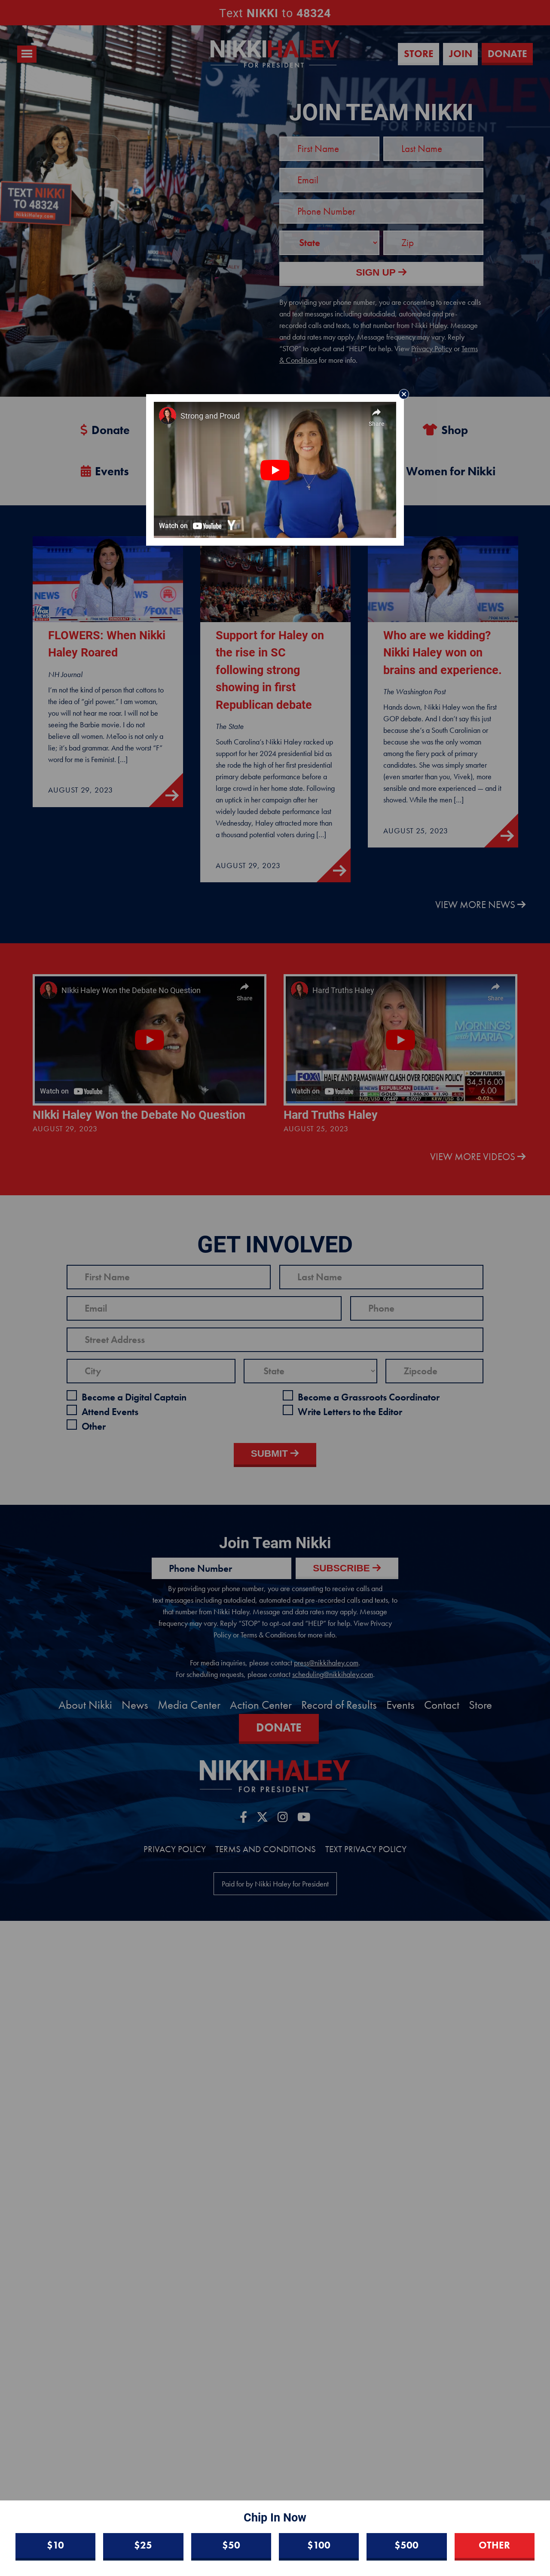 Text NIKKI to 48324
NIKKI HALEY
FOR PRESIDENT
STORE
JOIN
DONATE
TEXT NIKKI
TO 48324
NikkiHaley.com
JOIN TEAM NIKKI
First Name
Last Name
Email
Phone Number
State
Zip
SIGN UP
By providing your phone number, you are consenting to receive calls
and text messages including autodialed, automated and pre-
recorded calls and texts, to that number from Nikki Haley. Message
and data rates may apply. Message frequency may vary. Reply
“STOP” to opt-out and “HELP” for help. View Privacy Policy or Terms
& Conditions for more info.
Donate
Shop
Events
Women for Nikki
Strong and Proud
Share
Watch on YouTube
FLOWERS: When Nikki
Haley Roared
NH Journal
I’m not the kind of person that cottons to
the idea of “girl power.” I am woman,
you will not hear me roar. I will not be
seeing the Barbie movie. I do not
believe all women. MeToo is not only a
lie; it’s bad grammar. And the worst “F”
word for me is Feminist. […]
AUGUST 29, 2023
Support for Haley on
the rise in SC
following strong
showing in first
Republican debate
The State
South Carolina’s Nikki Haley racked up
support for her 2024 presidential bid as
she rode the high of her first presidential
primary debate performance before a
large crowd in her home state. Following
an uptick in her campaign after her
widely lauded debate performance last
Wednesday, Haley attracted more than
a thousand potential voters during […]
AUGUST 29, 2023
Who are we kidding?
Nikki Haley won on
brains and experience.
The Washington Post
Hands down, Nikki Haley won the first
GOP debate. And I don’t say this just
because she’s a South Carolinian or
because she was the only woman
among the fiery pack of primary
candidates. She was simply smarter
(even smarter than you, Vivek), more
sensible and more experienced — and it
showed. While the men […]
AUGUST 25, 2023
VIEW MORE NEWS
NIkki Haley Won the Debate No Question
Share
Watch on YouTube
NIkki Haley Won the Debate No Question
AUGUST 29, 2023
Hard Truths Haley
Share
MORNINGS
MARIA
Watch on YouTube
FOX
HALEY AND RAMASWAMY CLASH OVER FOREIGN POLICY
REPUBLICAN DEBATE
DOW FUTURES
34,516.00
6.00
Hard Truths Haley
AUGUST 25, 2023
VIEW MORE VIDEOS
GET INVOLVED
First Name
Last Name
Email
Phone
Street Address
City
State
Zipcode
Become a Digital Captain
Become a Grassroots Coordinator
Attend Events
Write Letters to the Editor
Other
SUBMIT
Join Team Nikki
Phone Number
SUBSCRIBE
By providing your phone number, you are consenting to receive calls and
text messages including autodialed, automated and pre-recorded calls and texts, to
that number from Nikki Haley. Message and data rates may apply. Message
frequency may vary. Reply “STOP” to opt-out and “HELP” for help. View Privacy
Policy or Terms & Conditions for more info.
For media inquiries, please contact press@nikkihaley.com.
For scheduling requests, please contact scheduling@nikkihaley.com.
About Nikki News Media Center Action Center Record of Results Events Contact Store
DONATE
NIKKI HALEY
FOR PRESIDENT
PRIVACY POLICY TERMS AND CONDITIONS TEXT PRIVACY POLICY
Paid for by Nikki Haley for President
Chip In Now
$10
$25
$50
$100
$500
OTHER